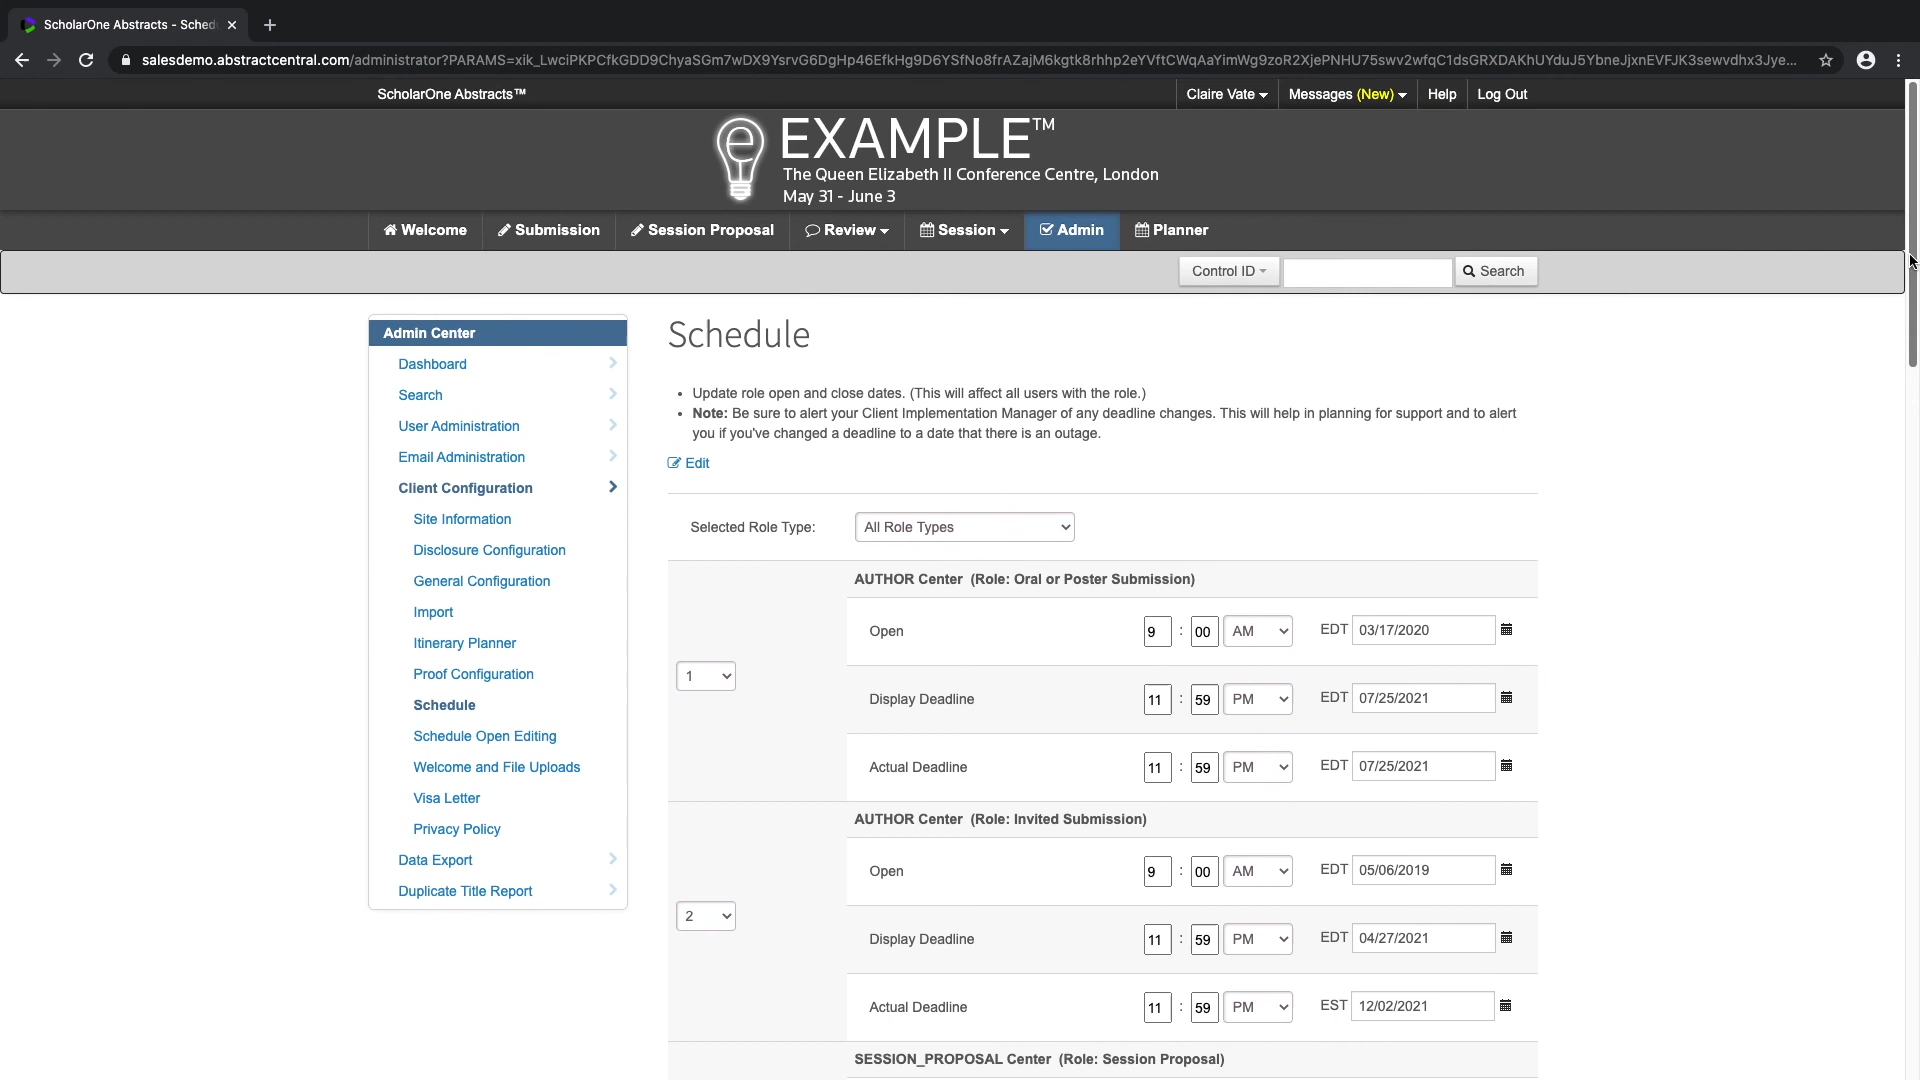 ScholarOne Abstracts - Sched
salesdemo.abstractcentral.com/administrator?PARAMS=xik_LwciPKPCfkGDD9ChyaSGm7wDX9YsrvG6DgHp46EfkHg9D6YSfNo8frAZajM6kgtk8rhhp2eYVftCWqAaYimWg9zoR2XjePNHU75swv2wfqC1dsGRXDAKhUYduJ5YbneJjxnEVFJK3sewvdhx3Jye...
ScholarOne Abstracts™
Claire Vate
Messages (New)
Help
Log Out
e EXAMPLE™
The Queen Elizabeth II Conference Centre, London
May 31 - June 3
Welcome
Submission
Session Proposal
Review
Session
Admin
Planner
Control ID
Search
Admin Center
Dashboard
Search
User Administration
Email Administration
Client Configuration
Site Information
Disclosure Configuration
General Configuration
Import
Itinerary Planner
Proof Configuration
Schedule
Schedule Open Editing
Welcome and File Uploads
Visa Letter
Privacy Policy
Data Export
Duplicate Title Report
Schedule
• Update role open and close dates. (This will affect all users with the role.)
• Note: Be sure to alert your Client Implementation Manager of any deadline changes. This will help in planning for support and to alert
you if you've changed a deadline to a date that there is an outage.
Edit
Selected Role Type: All Role Types
AUTHOR Center (Role: Oral or Poster Submission)
Open 9 : 00 AM EDT 03/17/2020
1
Display Deadline 11 : 59 PM EDT 07/25/2021
Actual Deadline 11 : 59 PM EDT 07/25/2021
AUTHOR Center (Role: Invited Submission)
Open 9 : 00 AM EDT 05/06/2019
2
Display Deadline 11 : 59 PM EDT 04/27/2021
Actual Deadline 11 : 59 PM EST 12/02/2021
SESSION_PROPOSAL Center (Role: Session Proposal)